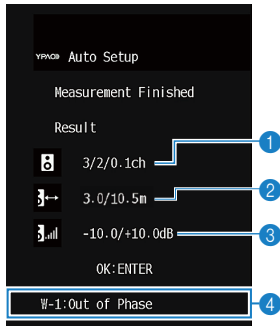 YPAO Auto Setup
Measurement Finished
Result
3/2/0.1ch
1
3.0/10.5m
2
-10.0/+10.0dB
3
OK:ENTER
W-1:Out of Phase
4